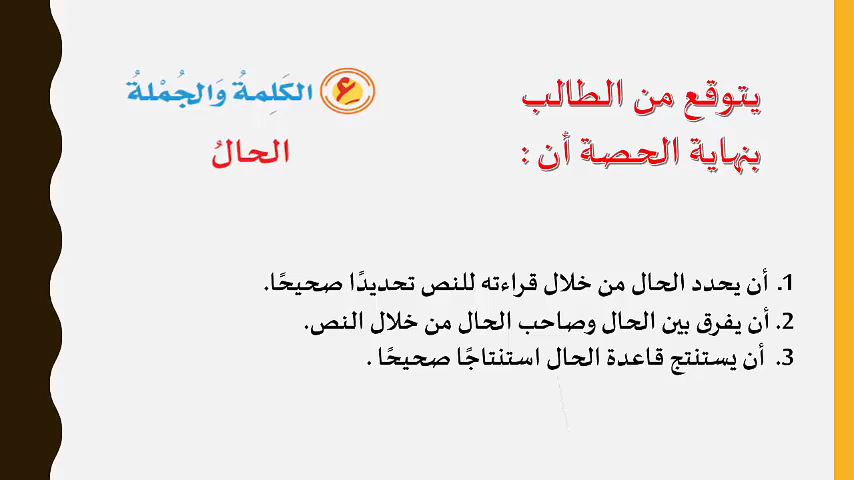 ٤ الكَلِمةُ وَالجُمْلةُ
الحالُ
يتوقع من الطالب
بنهاية الحصة أن :
1. أن يحدد الحال من خلال قراءته للنص تحديدًا صحيحًا.
2. أن يفرق بين الحال وصاحب الحال من خلال النص.
3. أن يستنتج قاعدة الحال استنتاجًا صحيحًا .